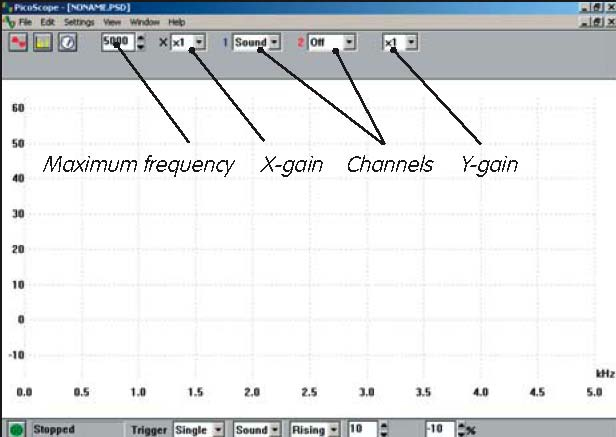 PicoScope - [NONAME.PSD]
File Edit Settings View Window Help
5000 X x1 1 Sound 2 Off x1
Maximum frequency X-gain Channels Y-gain
60
50
40
30
20
10
0
-10
kHz
0.0 0.5 1.0 1.5 2.0 2.5 3.0 3.5 4.0 4.5 5.0
Stopped Trigger Single Sound Rising 10 -10 %